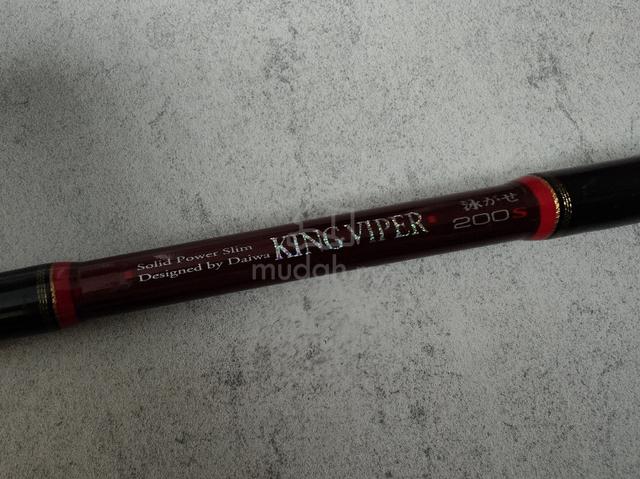 Solid Power Slim
Designed by Daiwa
KING VIPER
泳がせ
200S
mudah